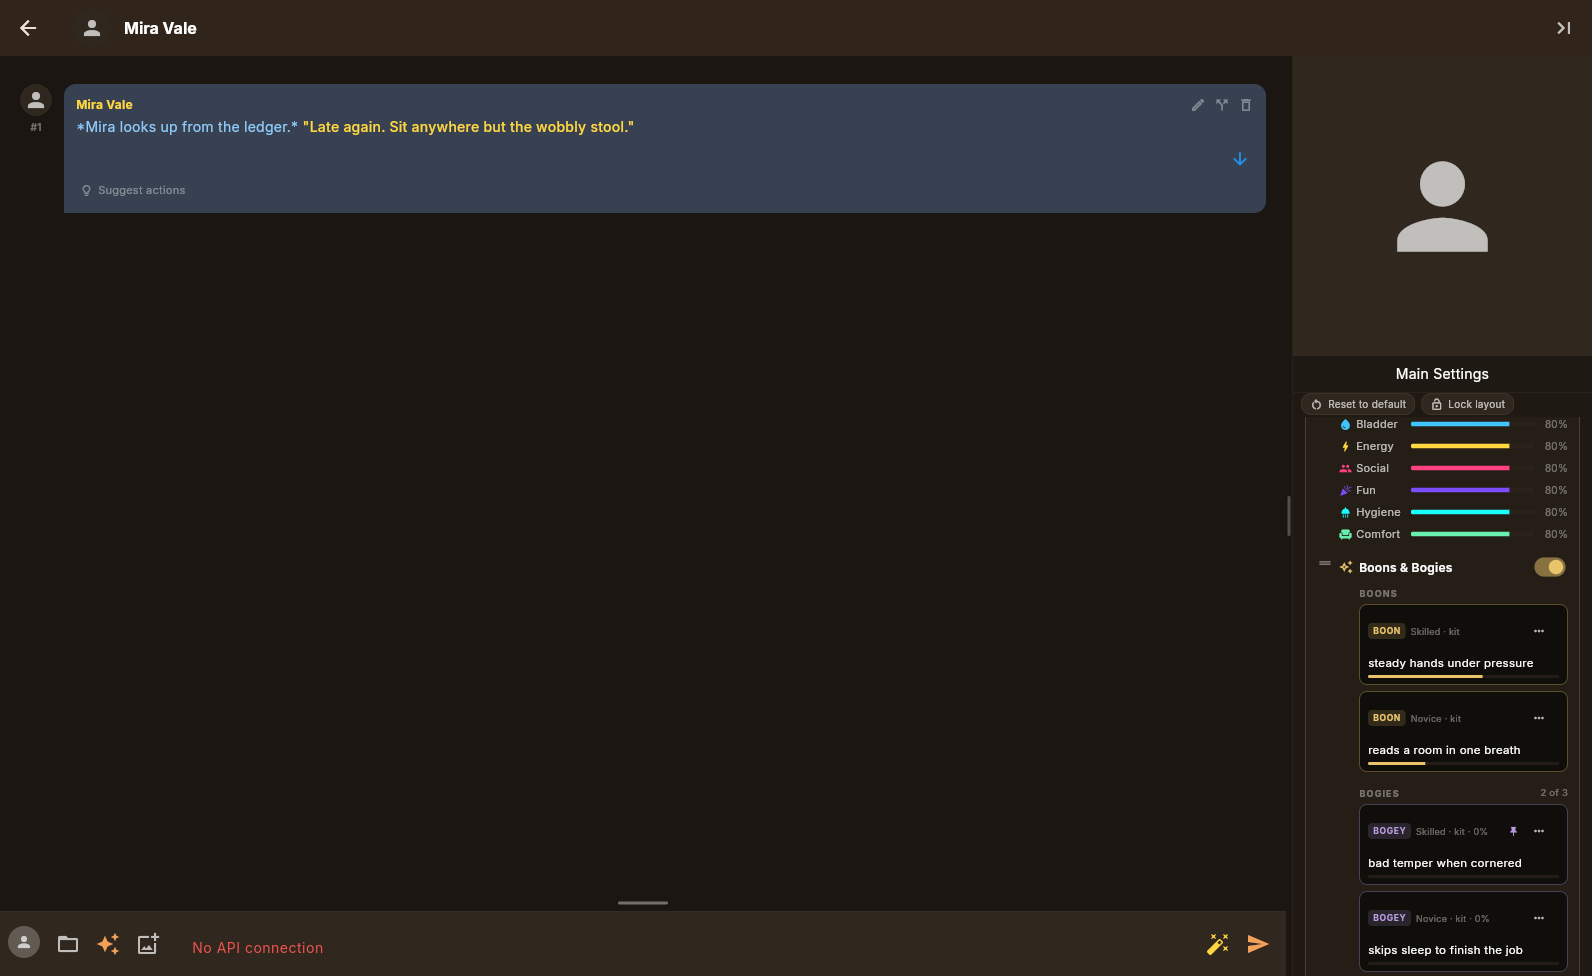 Mira Vale
Mira Vale
*Mira looks up from the ledger.* "Late again. Sit anywhere but the wobbly stool."
#1
Suggest actions
No API connection
Main Settings
Reset to default
Lock layout
Bladder 80%
Energy 80%
Social 80%
Fun 80%
Hygiene 80%
Comfort 80%
Boons & Bogies
BOONS
BOON Skilled · kit
steady hands under pressure
BOON Novice · kit
reads a room in one breath
BOGIES 2 of 3
BOGEY Skilled · kit · 0%
bad temper when cornered
BOGEY Novice · kit · 0%
skips sleep to finish the job